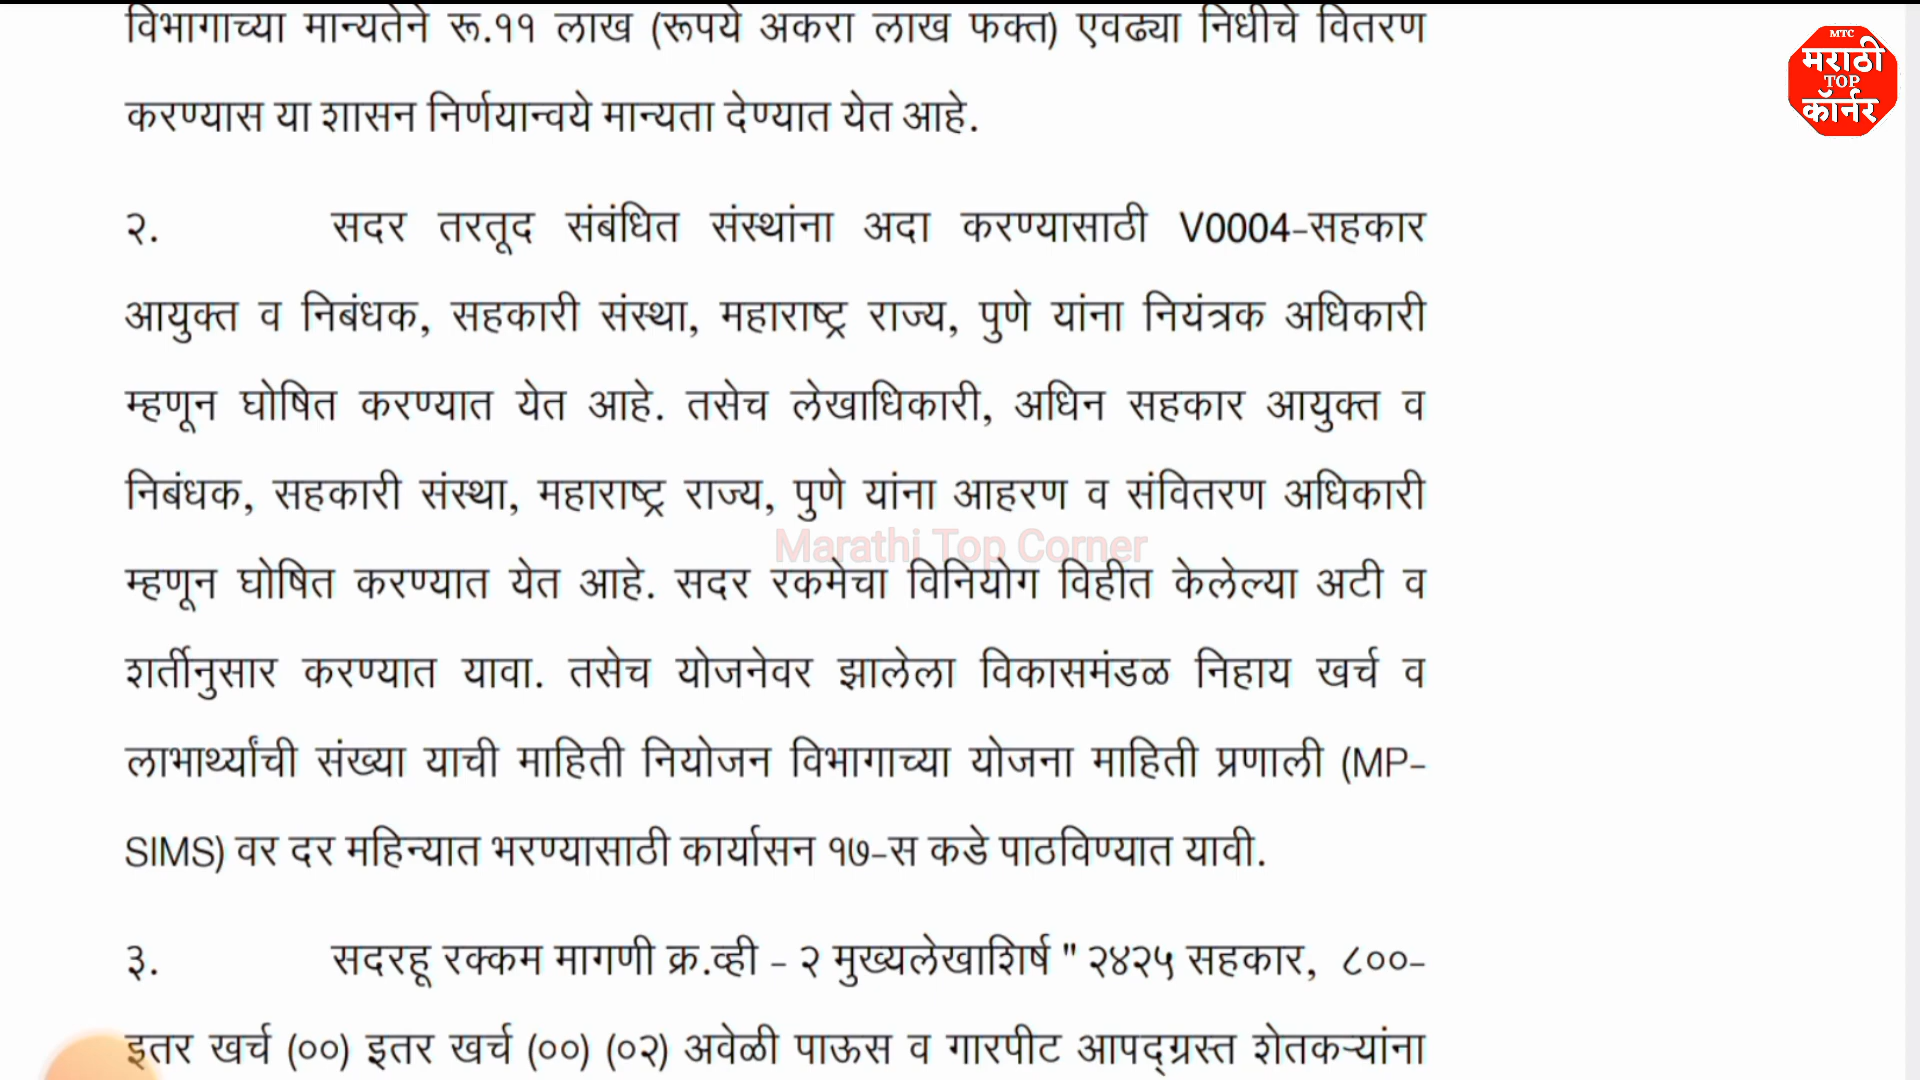 विभागाच्या मान्यतेने रू.११ लाख (रूपये अकरा लाख फक्त) एवढ्या निधीचे वितरण
करण्यास या शासन निर्णयान्वये मान्यता देण्यात येत आहे.
MTC
मराठी
TOP
कॉर्नर
२. सदर तरतूद संबंधित संस्थांना अदा करण्यासाठी V0004-सहकार
आयुक्त व निबंधक, सहकारी संस्था, महाराष्ट्र राज्य, पुणे यांना नियंत्रक अधिकारी
म्हणून घोषित करण्यात येत आहे. तसेच लेखाधिकारी, अधिन सहकार आयुक्त व
निबंधक, सहकारी संस्था, महाराष्ट्र राज्य, पुणे यांना आहरण व संवितरण अधिकारी
Marathi Top Corner
म्हणून घोषित करण्यात येत आहे. सदर रकमेचा विनियोग विहीत केलेल्या अटी व
शर्तीनुसार करण्यात यावा. तसेच योजनेवर झालेला विकासमंडळ निहाय खर्च व
लाभार्थ्यांची संख्या याची माहिती नियोजन विभागाच्या योजना माहिती प्रणाली (MP-
SIMS) वर दर महिन्यात भरण्यासाठी कार्यासन १७-स कडे पाठविण्यात यावी.
३. सदरहू रक्कम मागणी क्र.व्ही - २ मुख्यलेखाशिर्ष " २४२५ सहकार, ८००-
इतर खर्च (००) इतर खर्च (००) (०२) अवेळी पाऊस व गारपीट आपद्ग्रस्त शेतकऱ्यांना